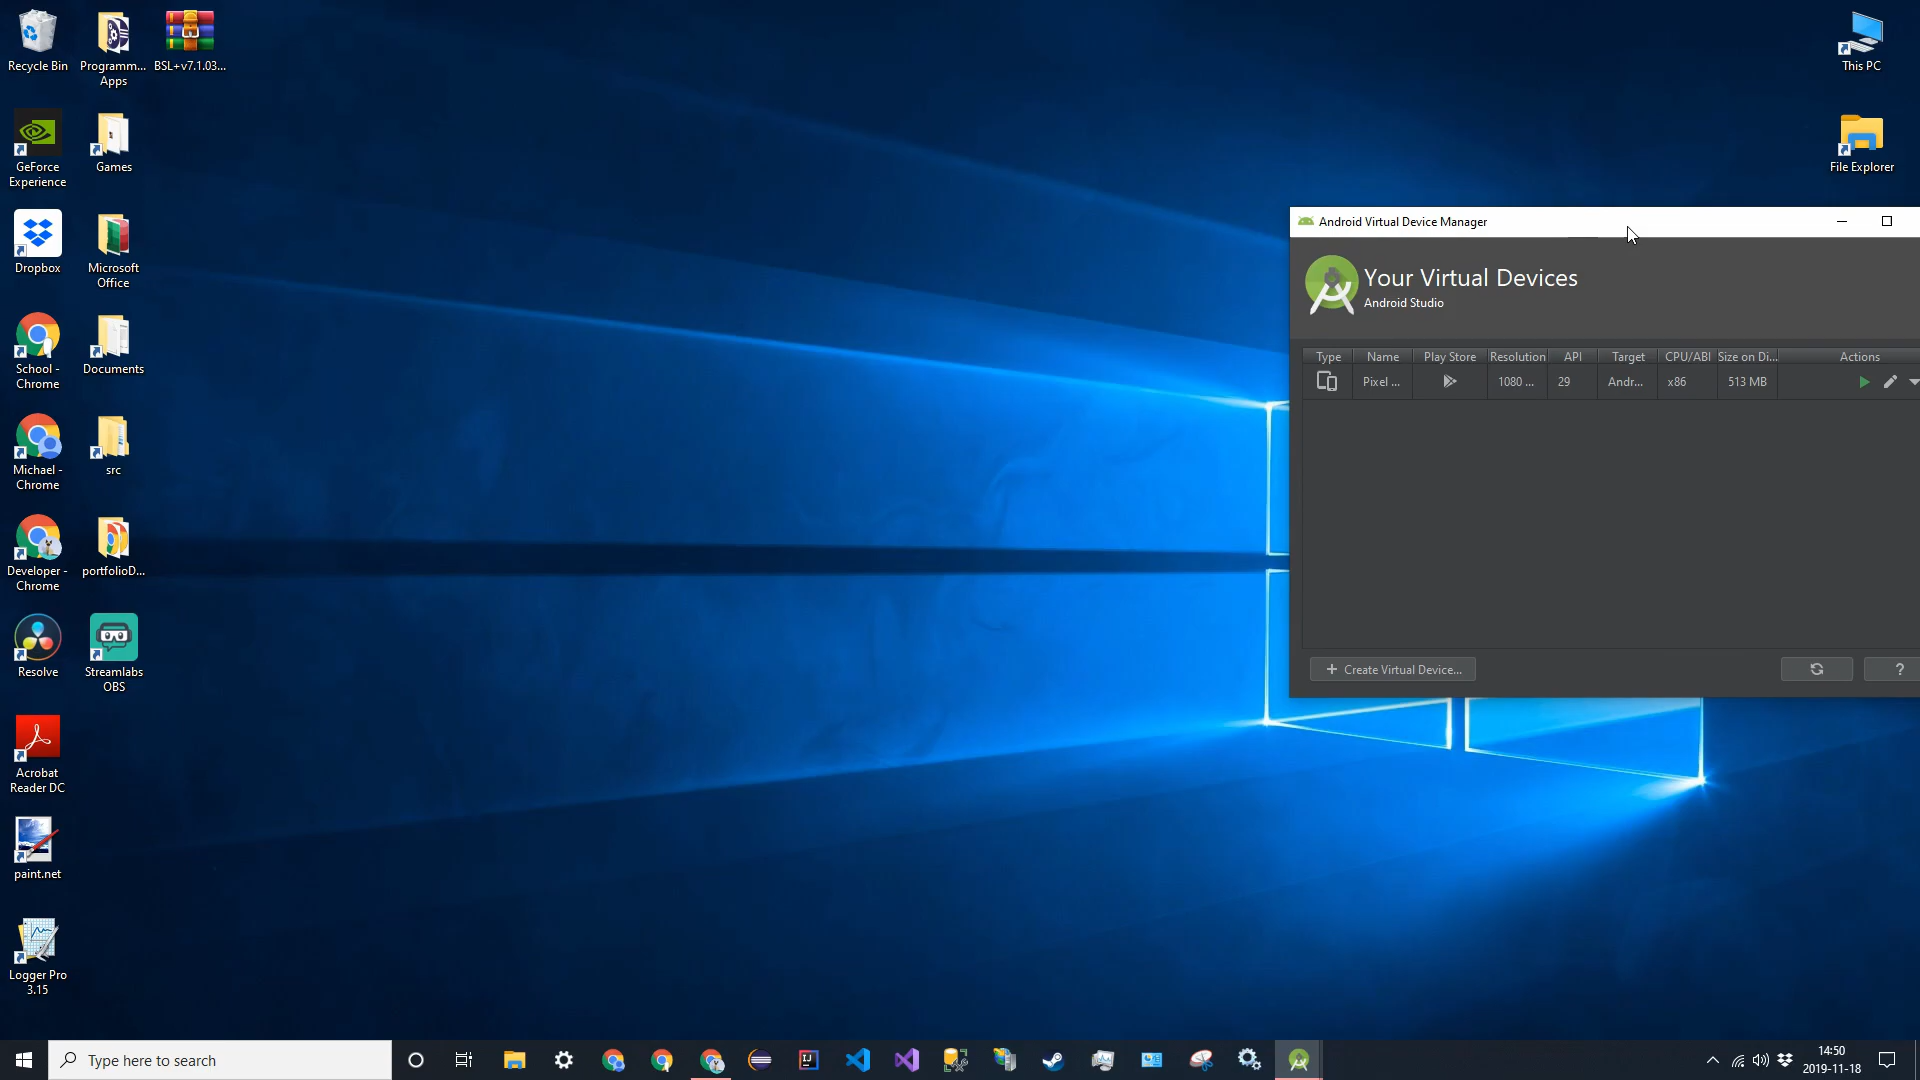 Recycle Bin
Programm...
Apps
BSL+v7.1.03...
GeForce
Experience
Games
Dropbox
Microsoft
Office
School -
Chrome
Documents
Michael -
Chrome
src
Developer -
Chrome
portfolioD...
Resolve
Streamlabs
OBS
Acrobat
Reader DC
paint.net
Logger Pro
3.15
This PC
File Explorer
Android Virtual Device Manager
Your Virtual Devices
Android Studio
Type Name Play Store Resolution API Target CPU/ABI Size on Di... Actions
Pixel ... 1080 ... 29 Andr... x86 513 MB
+ Create Virtual Device...
?
Type here to search
14:50
2019-11-18